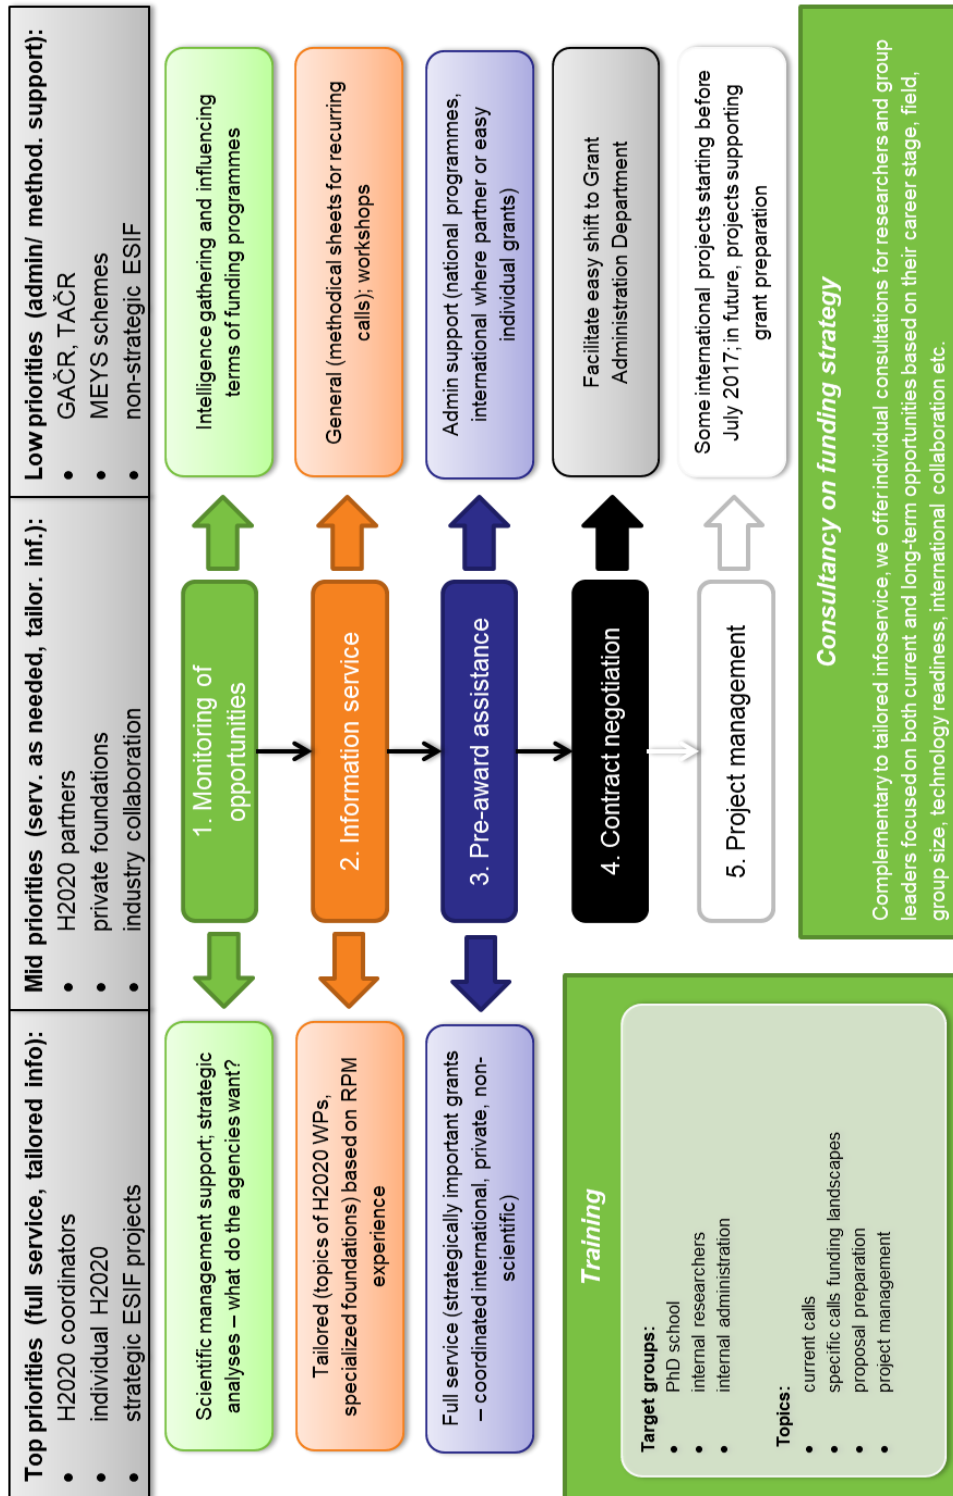 Top priorities (full service, tailored info):
• H2020 coordinators
• individual H2020
• strategic ESIF projects
Mid priorities (serv. as needed, tailor. inf.):
• H2020 partners
• private foundations
• industry collaboration
Low priorities (admin/ method. support):
• GAČR, TAČR
• MEYS schemes
• non-strategic ESIF
Scientific management support; strategic
analyses – what do the agencies want?
1. Monitoring of
opportunities
Intelligence gathering and influencing
terms of funding programmes
Tailored (topics of H2020 WPs,
specialized foundations) based on RPM
experience
2. Information service
General (methodical sheets for recurring
calls); workshops
Full service (strategically important grants
– coordinated international, private, non-
scientific)
3. Pre-award assistance
Admin support (national programmes,
international where partner or easy
individual grants)
4. Contract negotiation
Facilitate easy shift to Grant
Administration Department
5. Project management
Some international projects starting before
July 2017; in future, projects supporting
grant preparation
Training
Target groups:
• PhD school
• internal researchers
• internal administration
Topics:
• current calls
• specific calls funding landscapes
• proposal preparation
• project management
Consultancy on funding strategy
Complementary to tailored infoservice, we offer individual consultations for researchers and group
leaders focused on both current and long-term opportunities based on their career stage, field,
group size, technology readiness, international collaboration etc.